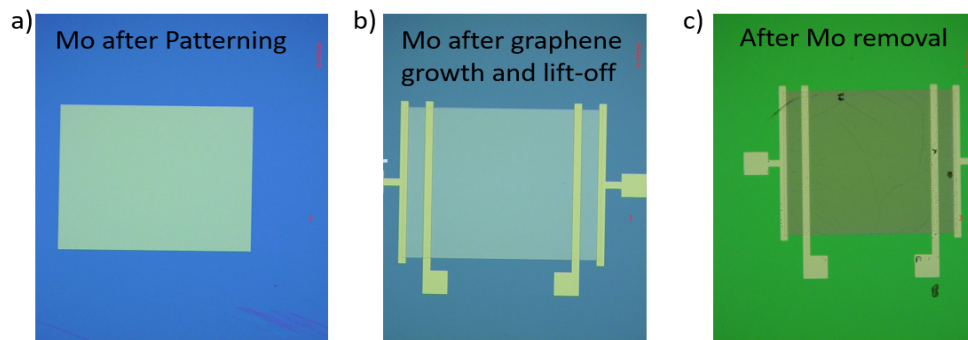 a)
Mo after Patterning
b)
Mo after graphene
growth and lift-off
c)
After Mo removal